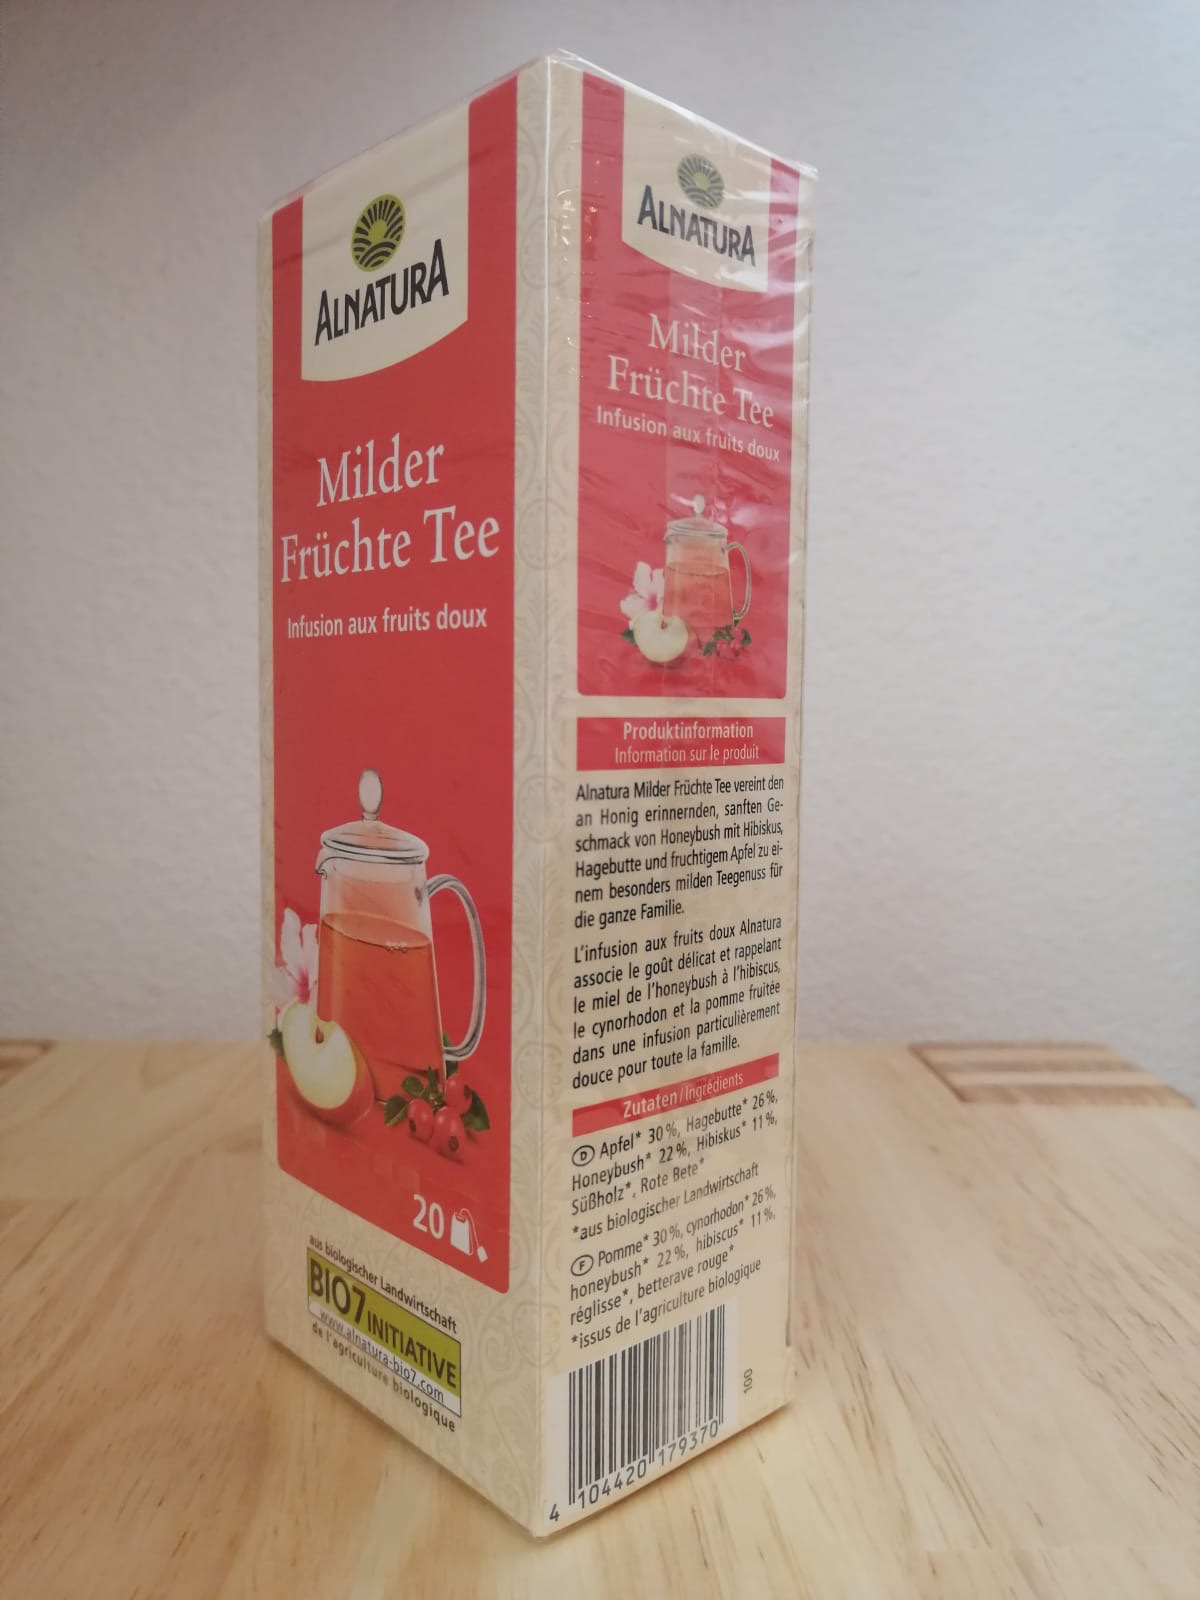 ALNATURA
Milder
Früchte Tee
Infusion aux fruits doux
20
aus biologischer Landwirtschaft
BIO7 INITIATIVE
www.alnatura-bio7.com
de l'agriculture biologique
ALNATURA
Milder
Früchte Tee
Infusion aux fruits doux
Produktinformation
Information sur le produit
Alnatura Milder Früchte Tee vereint den
an Honig erinnernden, sanften Ge-
schmack von Honeybush mit Hibiskus,
Hagebutte und fruchtigem Apfel zu ei-
nem besonders milden Teegenuss für
die ganze Familie.
L'infusion aux fruits doux Alnatura
associe le goût délicat et rappelant
le miel de l'honeybush à l'hibiscus,
le cynorhodon et la pomme fruitée
dans une infusion particulièrement
douce pour toute la famille.
Zutaten/Ingrédients
D Apfel* 30%, Hagebutte* 26%,
Honeybush* 22%, Hibiskus* 11%,
Süßholz*, Rote Bete*
*aus biologischer Landwirtschaft
F Pomme* 30%, cynorhodon* 26%,
honeybush* 22%, hibiscus* 11%,
réglisse*, betterave rouge*
*issus de l'agriculture biologique
100
4 104420 179370